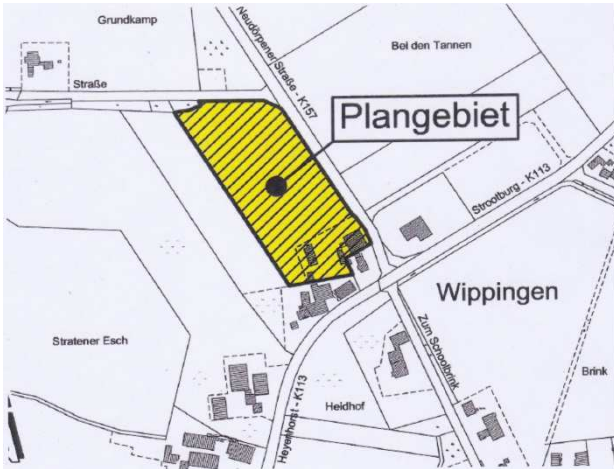 Grundkamp
Neudörpener Straße - K157
Bei den Tannen
Straße
Plangebiet
Strootburg - K113
Wippingen
Stratener Esch
Zum Schoolbrink
Brink
Heyenhorst - K113
Heidhof